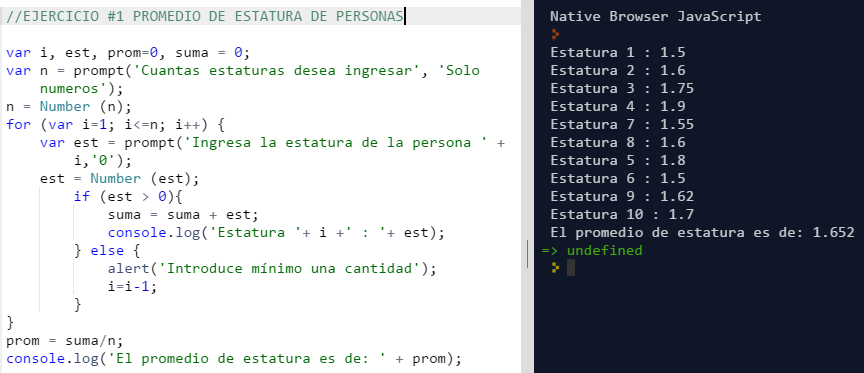 //EJERCICIO #1 PROMEDIO DE ESTATURA DE PERSONAS
var i, est, prom=0, suma = 0;
var n = prompt('Cuantas estaturas desea ingresar', 'Solo
numeros');
n = Number (n);
for (var i=1; i<=n; i++) {
var est = prompt('Ingresa la estatura de la persona ' +
i,'0');
est = Number (est);
if (est > 0){
suma = suma + est;
console.log('Estatura '+ i +' : '+ est);
} else {
alert('Introduce mínimo una cantidad');
i=i-1;
}
}
prom = suma/n;
console.log('El promedio de estatura es de: ' + prom);
Native Browser JavaScript
Estatura 1 : 1.5
Estatura 2 : 1.6
Estatura 3 : 1.75
Estatura 4 : 1.9
Estatura 7 : 1.55
Estatura 8 : 1.6
Estatura 5 : 1.8
Estatura 6 : 1.5
Estatura 9 : 1.62
Estatura 10 : 1.7
El promedio de estatura es de: 1.652
=> undefined